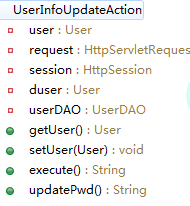 UserInfoUpdateAction
user : User
request : HttpServletReques
session : HttpSession
duser : User
userDAO : UserDAO
getUser() : User
setUser(User) : void
execute() : String
updatePwd() : String